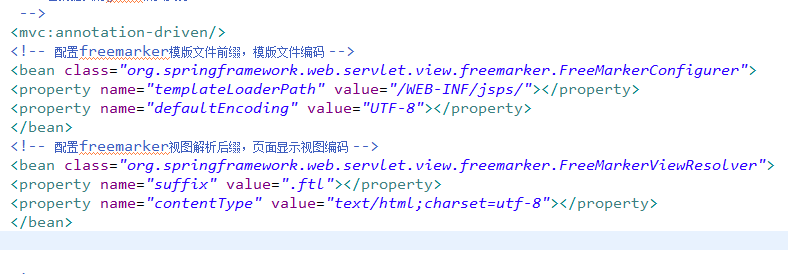 -->
<mvc:annotation-driven/>
<!-- 配置freemarker模版文件前缀，模版文件编码 -->
<bean class="org.springframework.web.servlet.view.freemarker.FreeMarkerConfigurer">
<property name="templateLoaderPath" value="/WEB-INF/jsps/"></property>
<property name="defaultEncoding" value="UTF-8"></property>
</bean>
<!-- 配置freemarker视图解析后缀，页面显示视图编码 -->
<bean class="org.springframework.web.servlet.view.freemarker.FreeMarkerViewResolver">
<property name="suffix" value=".ftl"></property>
<property name="contentType" value="text/html;charset=utf-8"></property>
</bean>